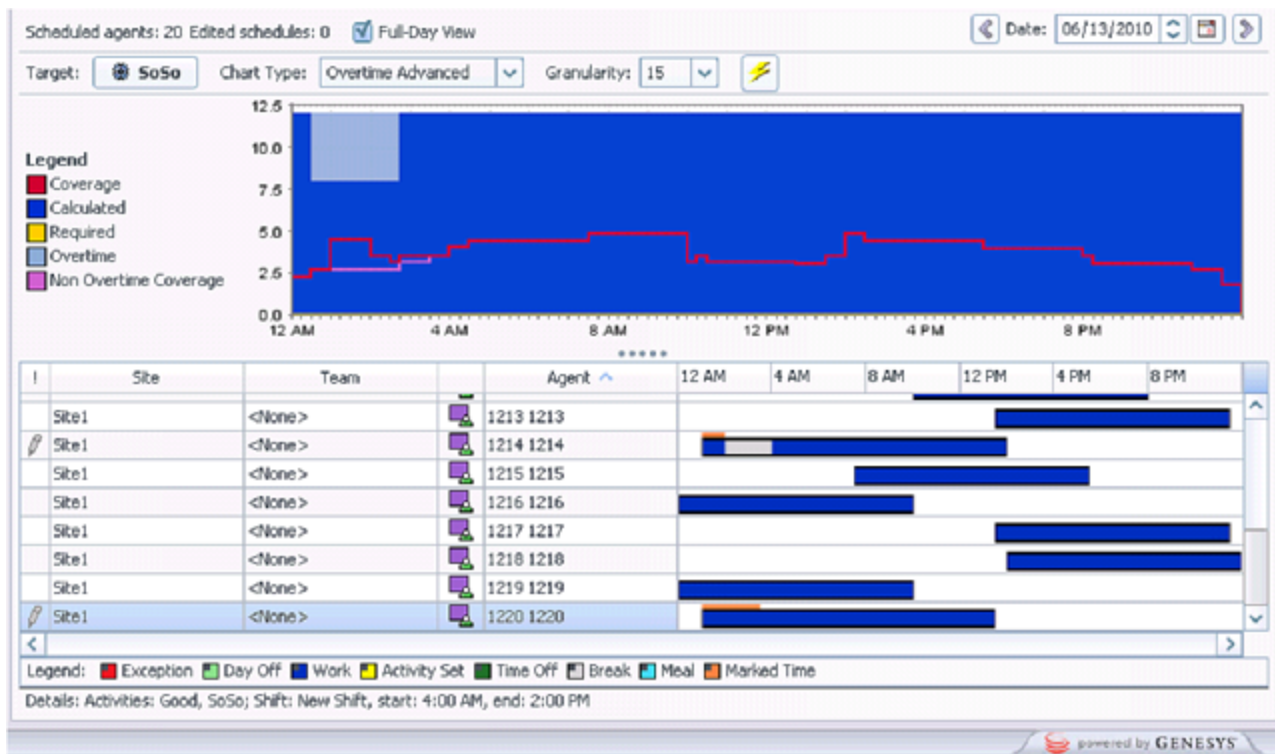 Scheduled agents: 20 Edited schedules: 0 Full-Day View Date: 06/13/2010
Target: SoSo Chart Type: Overtime Advanced Granularity: 15
12.5
10.0
7.5
5.0
2.5
0.0
Legend
Coverage
Calculated
Required
Overtime
Non Overtime Coverage
12 AM 4 AM 8 AM 12 PM 4 PM 8 PM
! Site Team Agent 12 AM 4 AM 8 AM 12 PM 4 PM 8 PM
Site1 <None> 1213 1213
Site1 <None> 1214 1214
Site1 <None> 1215 1215
Site1 <None> 1216 1216
Site1 <None> 1217 1217
Site1 <None> 1218 1218
Site1 <None> 1219 1219
Site1 <None> 1220 1220
Legend: Exception Day Off Work Activity Set Time Off Break Meal Marked Time
Details: Activities: Good, SoSo; Shift: New Shift, start: 4:00 AM, end: 2:00 PM
powered by GENESYS